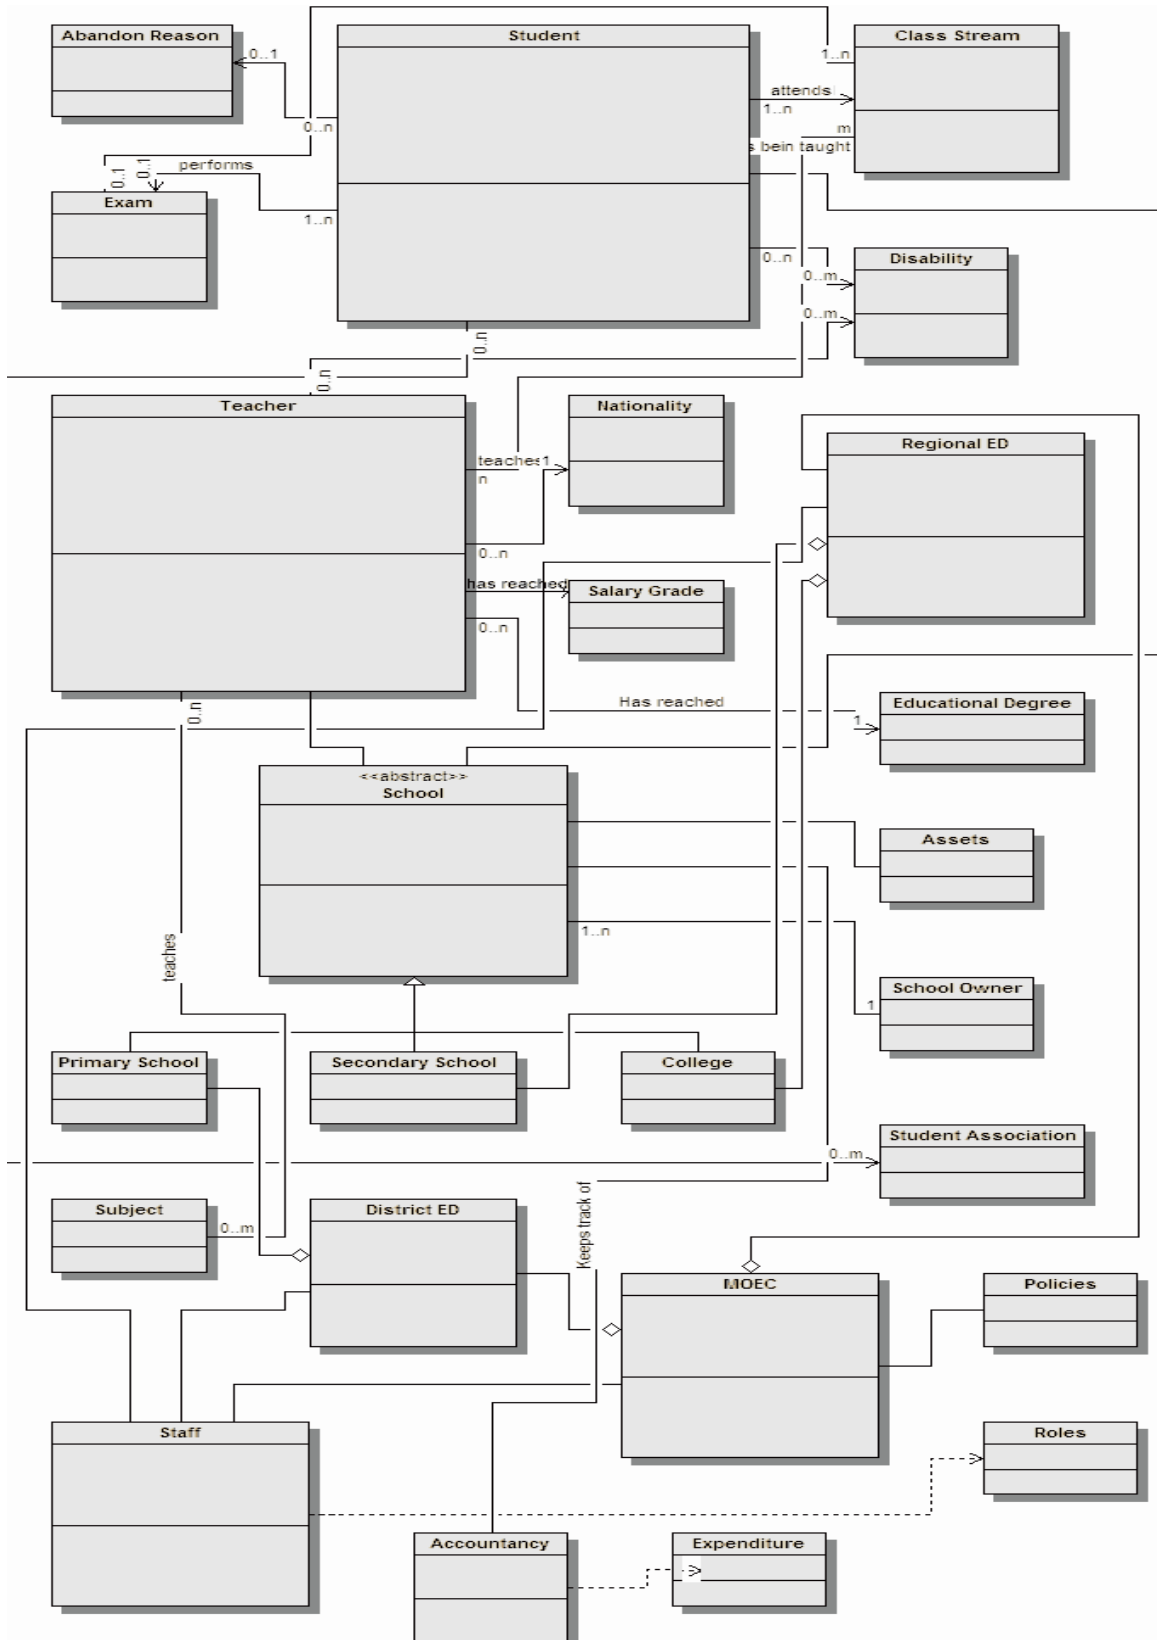 Abandon Reason
Student
Class Stream
0..1
1..n
attends
1..n
0..n
m
s bein taught
performs
0..1
0..1
Exam
1..n
0..n
Disability
0..m
0..m
0..n
0..n
Teacher
Nationality
Regional ED
teaches 1
n
0..n
has reached
Salary Grade
0..n
Has reached
Educational Degree
1
0..n
<<abstract>>
School
Assets
1..n
teaches
School Owner
1
Primary School
Secondary School
College
Student Association
0..m
Keeps track of
Subject
District ED
0..m
MOEC
Policies
Staff
Roles
Accountancy
Expenditure